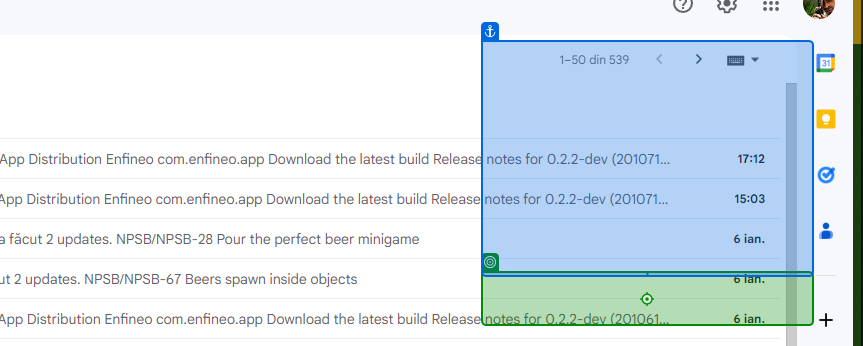 1–50 din 539
31
App Distribution Enfineo com.enfineo.app Download the latest build Release notes for 0.2.2-dev (201071... 17:12
App Distribution Enfineo com.enfineo.app Download the latest build Release notes for 0.2.2-dev (201071... 15:03
a făcut 2 updates. NPSB/NPSB-28 Pour the perfect beer minigame 6 ian.
ut 2 updates. NPSB/NPSB-67 Beers spawn inside objects 6 ian.
App Distribution Enfineo com.enfineo.app Download the latest build Release notes for 0.2.2-dev (201061... 6 ian.